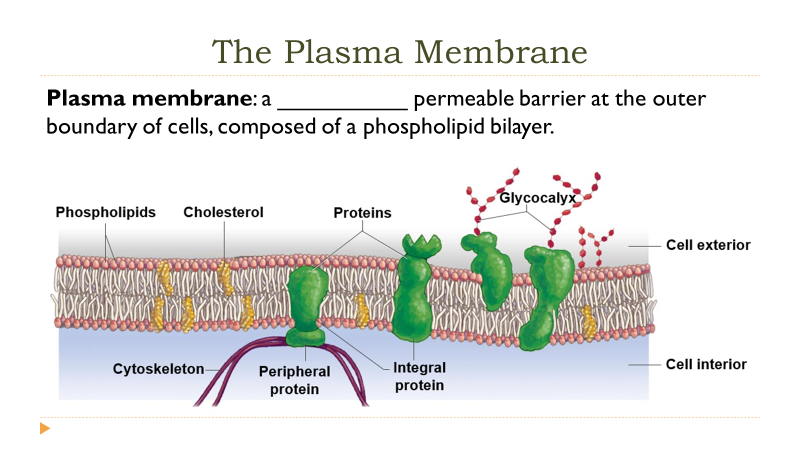 The Plasma Membrane
Plasma membrane: a ___________ permeable barrier at the outer
boundary of cells, composed of a phospholipid bilayer.
Glycocalyx
Phospholipids
Cholesterol
Proteins
Cell exterior
Cytoskeleton
Peripheral
protein
Integral
protein
Cell interior